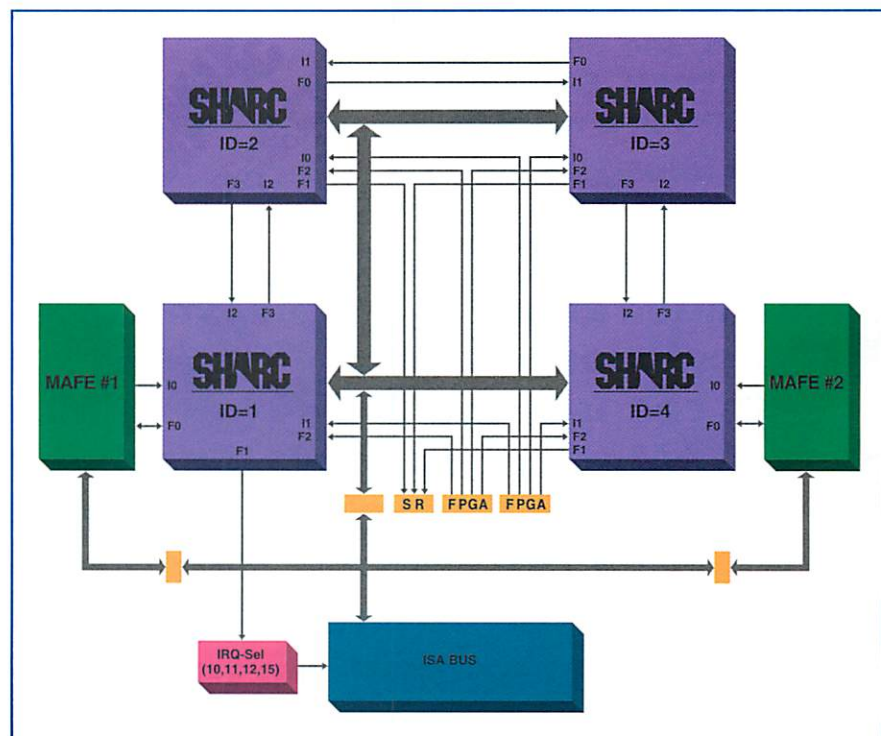 I1
F0
SHARC
ID=2
I0
F2
F1
F3
I2
F0
I1
SHARC
ID=3
I0
F2
F1
F3
I2
MAFE #1
I2
F3
SHARC
ID=1
I0
F0
I1
F2
F1
I2
F3
SHARC
ID=4
I0
F0
I1
F2
F1
MAFE #2
SR
FPGA
FPGA
IRQ-Sel
(10,11,12,15)
ISA BUS